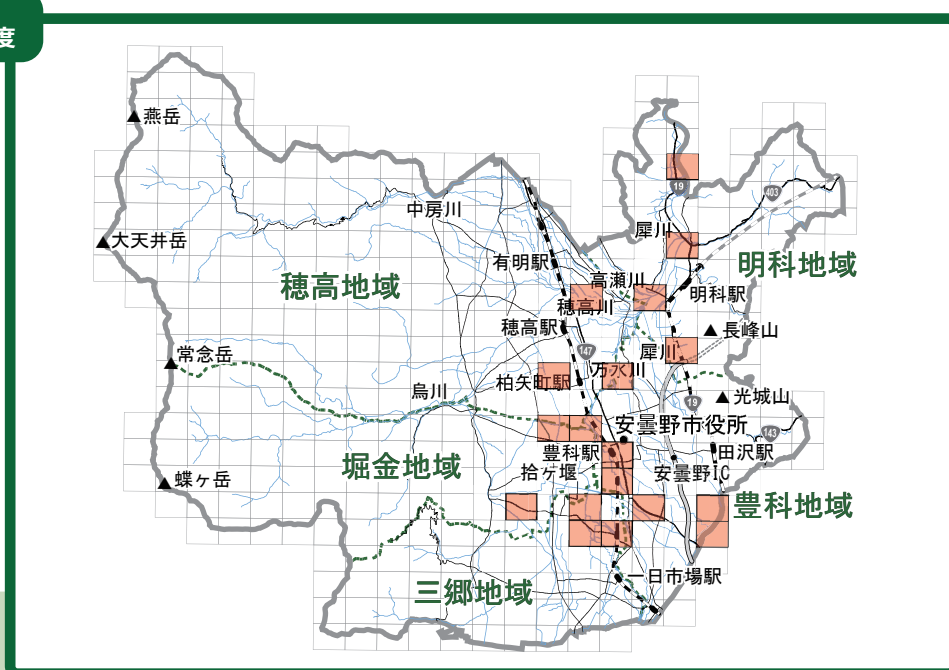 度
燕岳
19
403
中房川
犀川
大天井岳
有明駅
明科地域
高瀬川
穂高地域
明科駅
穂高川
穂高駅
長峰山
147
犀川
常念岳
万水川
柏矢町駅
烏川
光城山
19
安曇野市役所
143
豊科駅
田沢駅
堀金地域
拾ヶ堰
安曇野IC
蝶ヶ岳
豊科地域
一日市場駅
三郷地域